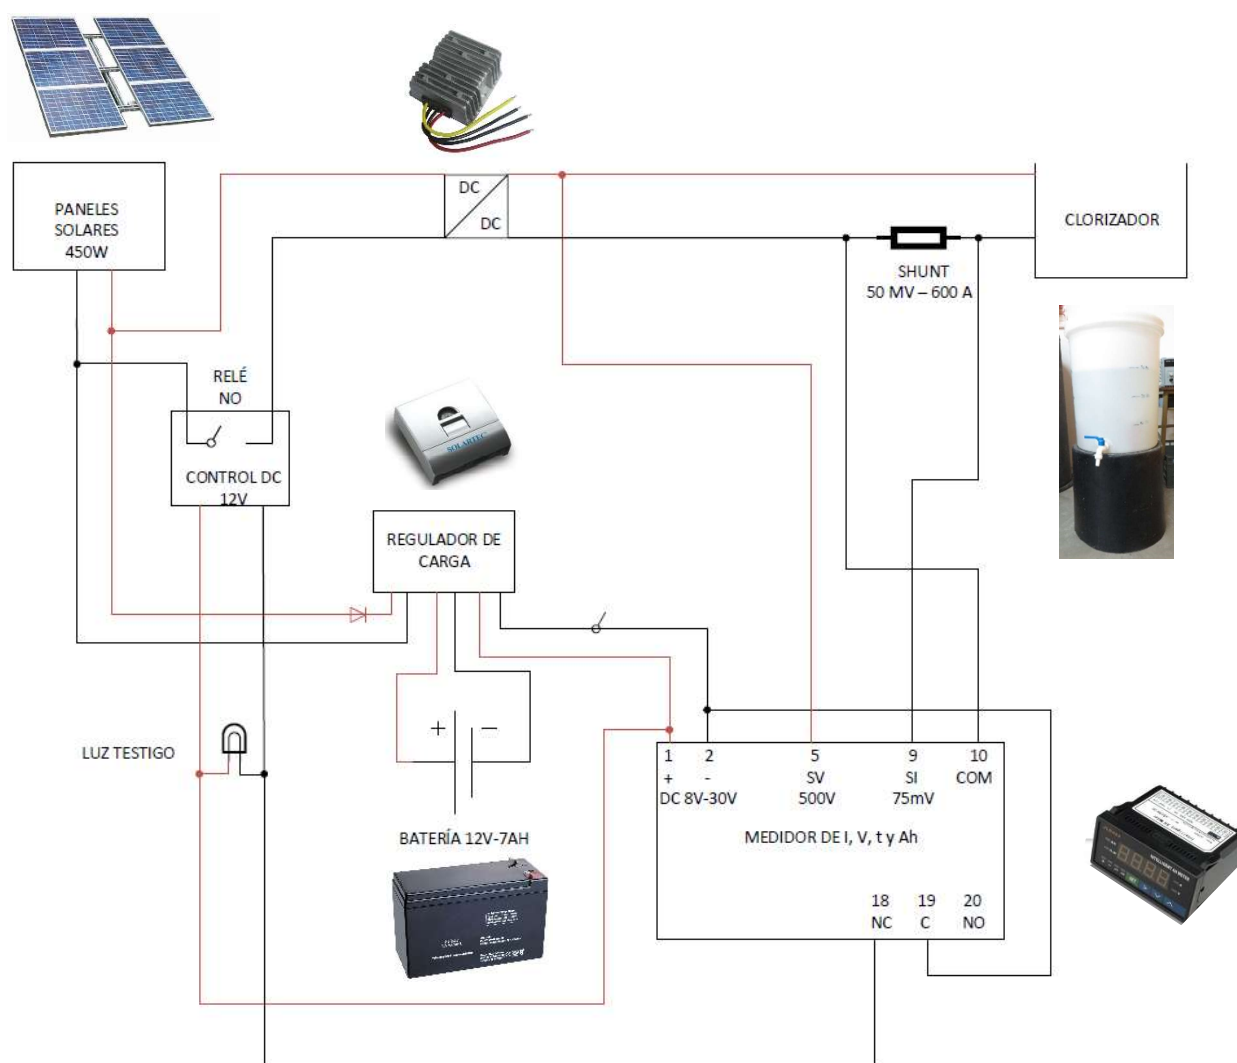 PANELES
SOLARES
450W
DC
DC
CLORIZADOR
SHUNT
50 MV – 600 A
RELÉ
NO
CONTROL DC
12V
SOLARTEC
REGULADOR DE
CARGA
LUZ TESTIGO
+ –
BATERÍA 12V-7AH
1 2 5 9 10
+ - SV SI COM
DC 8V-30V 500V 75mV
MEDIDOR DE I, V, t y Ah
18 19 20
NC C NO